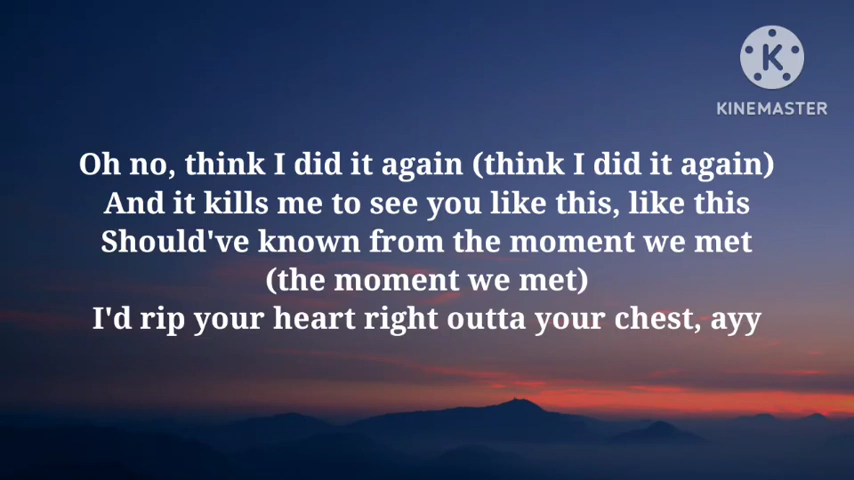 K
KINEMASTER
Oh no, think I did it again (think I did it again)
And it kills me to see you like this, like this
Should've known from the moment we met
(the moment we met)
I'd rip your heart right outta your chest, ayy